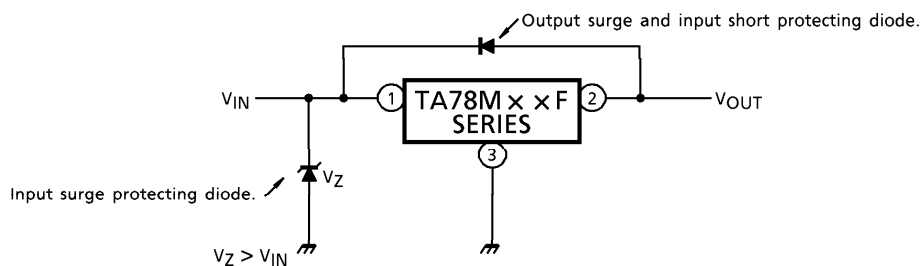 Output surge and input short protecting diode.
VIN
1
TA78M××F
SERIES
2
VOUT
3
Input surge protecting diode.
VZ
VZ > VIN